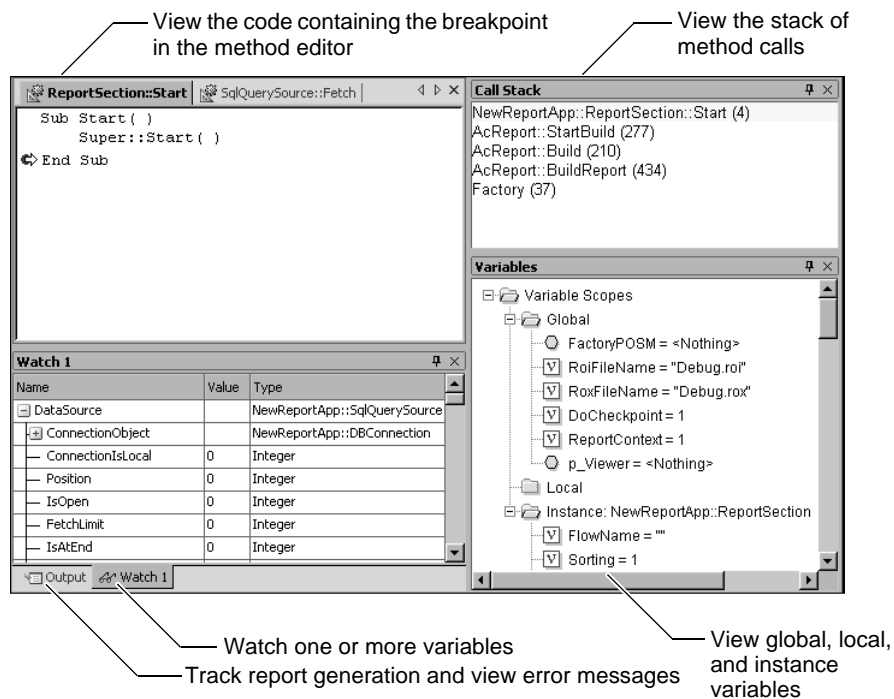 View the code containing the breakpoint
in the method editor
View the stack of
method calls
ReportSection::Start
SqlQuerySource::Fetch
Sub Start( )
Super::Start( )
End Sub
Call Stack
NewReportApp::ReportSection::Start (4)
AcReport::StartBuild (277)
AcReport::Build (210)
AcReport::BuildReport (434)
Factory (37)
Variables
Variable Scopes
Global
FactoryPOSM = <Nothing>
V RoiFileName = "Debug.roi"
V RoxFileName = "Debug.rox"
V DoCheckpoint = 1
V ReportContext = 1
p_Viewer = <Nothing>
Local
Instance: NewReportApp::ReportSection
V FlowName = ""
V Sorting = 1
Watch 1
Name Value Type
DataSource NewReportApp::SqlQuerySource
ConnectionObject NewReportApp::DBConnection
ConnectionIsLocal 0 Integer
Position 0 Integer
IsOpen 0 Integer
FetchLimit 0 Integer
IsAtEnd 0 Integer
Output Watch 1
Watch one or more variables
Track report generation and view error messages
View global, local,
and instance
variables